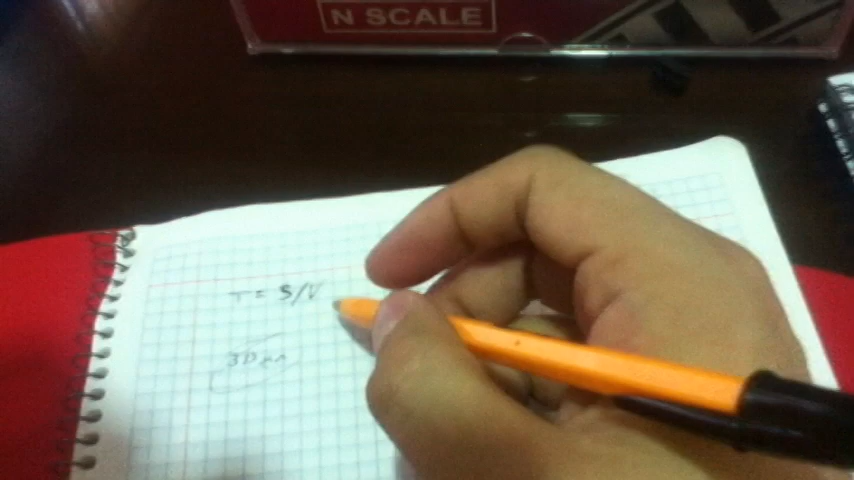 N SCALE
T = S/V